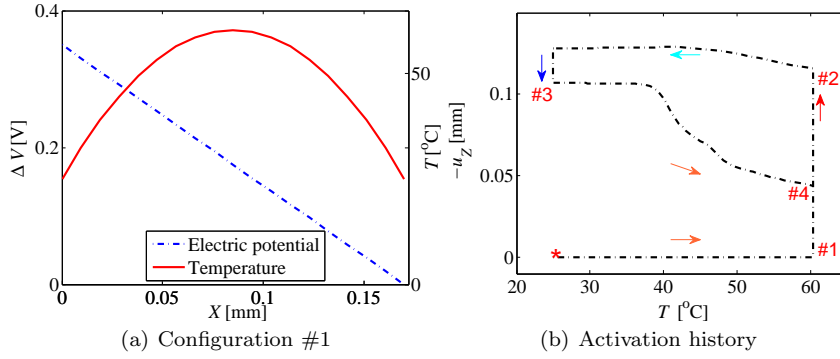 0.4
0.2
0
Δ V[V]
50
0
T[°C]
0
0.05
0.1
0.15
X[mm]
Electric potential
Temperature
(a) Configuration #1
0.1
0.05
0
−u_Z [mm]
#3
#2
#4
#1
*
20
30
40
50
60
T [°C]
(b) Activation history